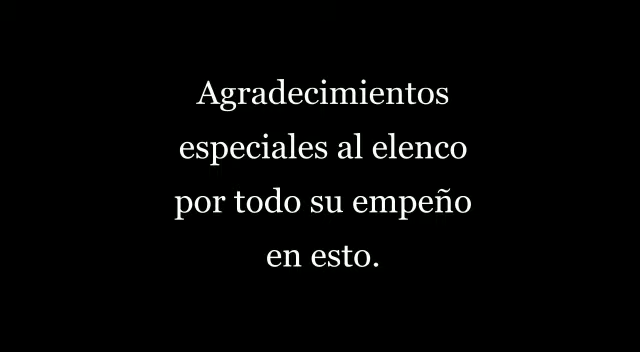 Agradecimientos
especiales al elenco
por todo su empeño
en esto.